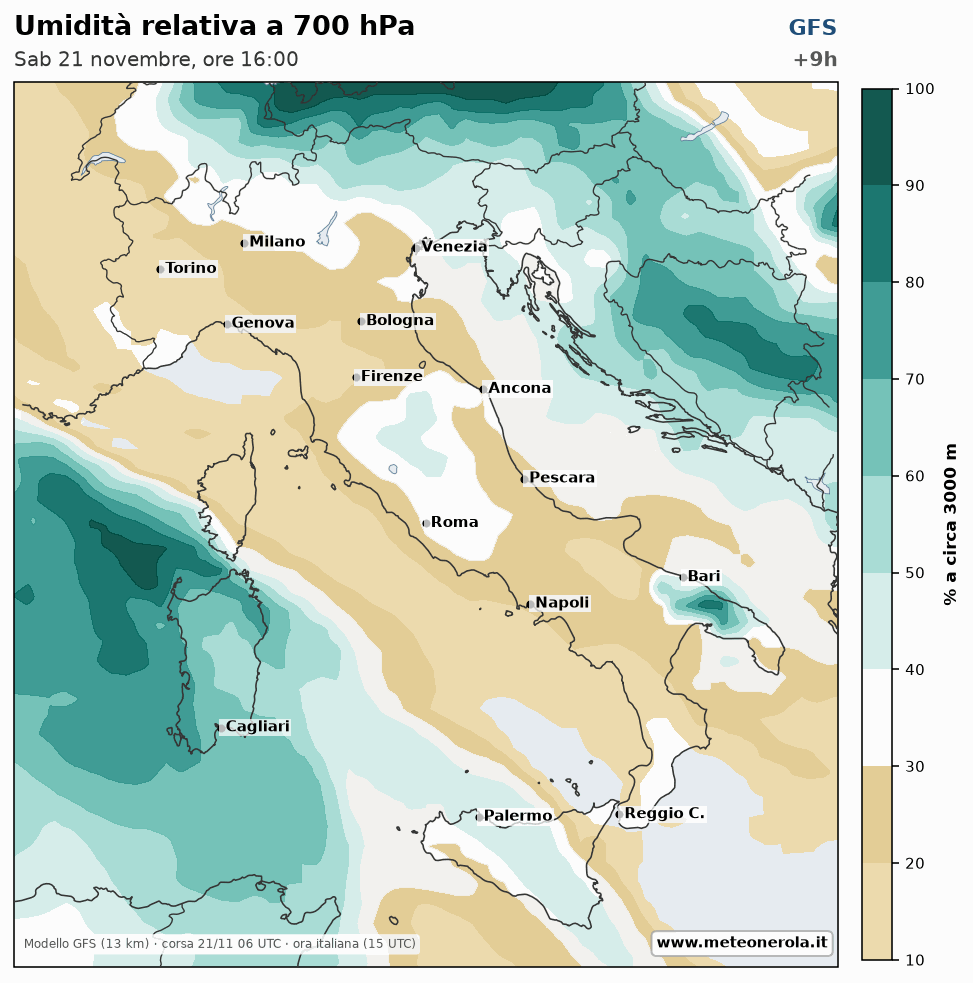 Umidità relativa a 700 hPa
GFS
Sab 21 novembre, ore 16:00
+9h
100
90
80
70
60
50
40
30
20
10
% a circa 3000 m
Milano
Venezia
Torino
Genova
Bologna
Firenze
Ancona
Pescara
Roma
Bari
Napoli
Cagliari
Palermo
Reggio C.
Modello GFS (13 km) · corsa 21/11 06 UTC · ora italiana (15 UTC)
www.meteonerola.it